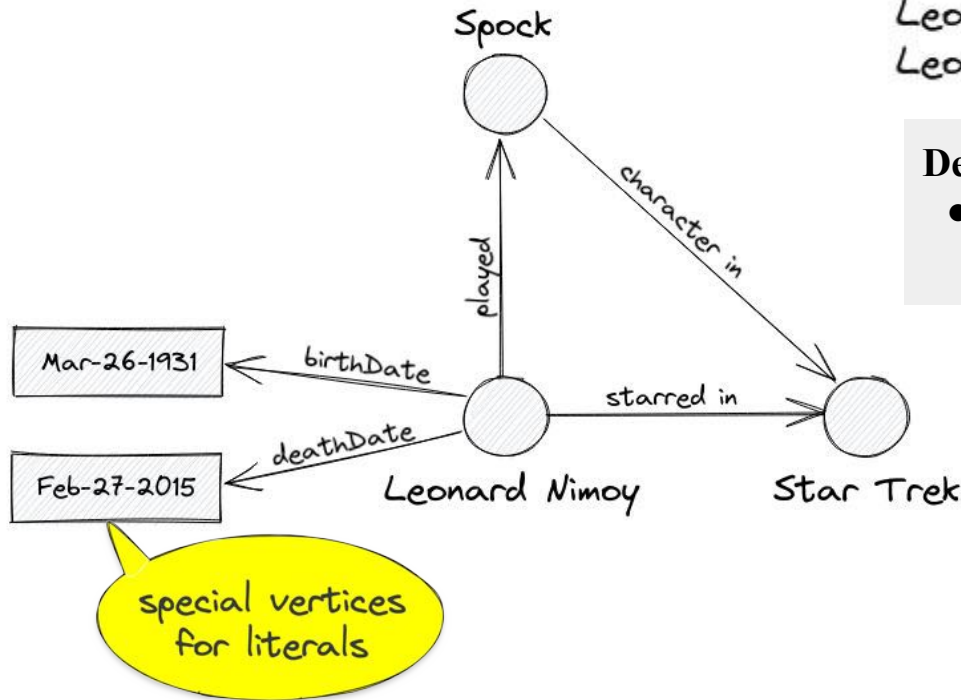 Spock
Leo
Leo
De
•
character in
played
Mar-26-1931
birthDate
starred in
deathDate
Feb-27-2015
Leonard Nimoy
Star Trek
special vertices
for literals